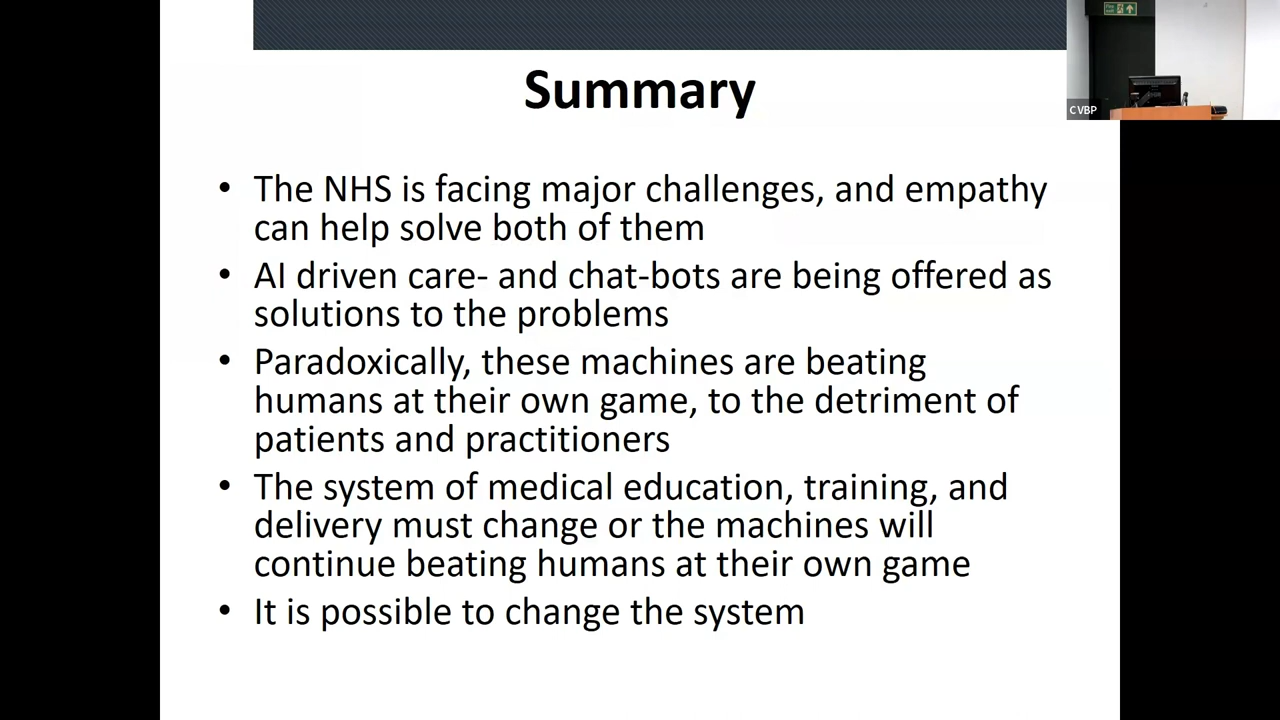 Summary
• The NHS is facing major challenges, and empathy
can help solve both of them
• AI driven care- and chat-bots are being offered as
solutions to the problems
• Paradoxically, these machines are beating
humans at their own game, to the detriment of
patients and practitioners
• The system of medical education, training, and
delivery must change or the machines will
continue beating humans at their own game
• It is possible to change the system
CVBP